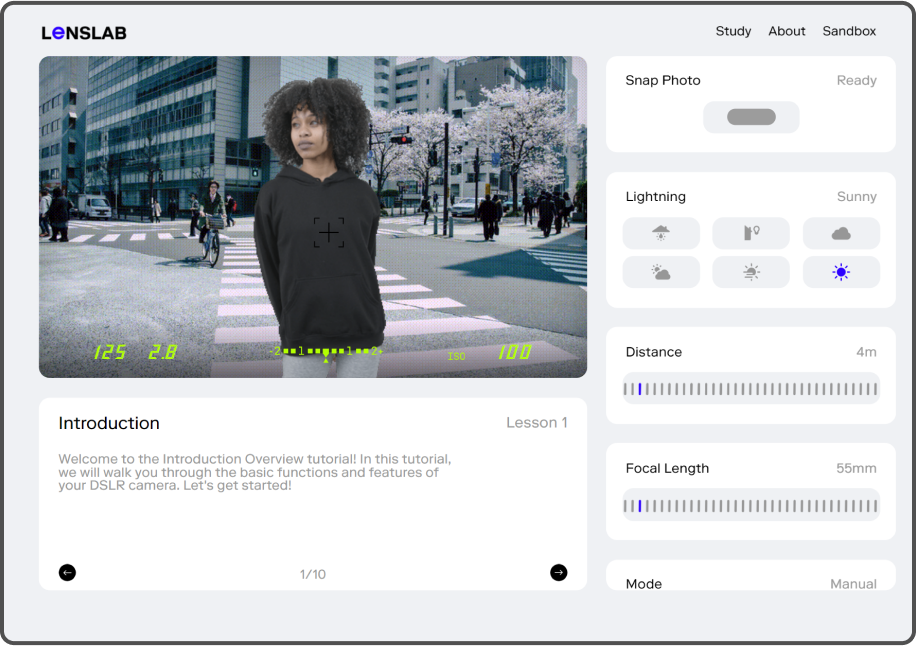 LeNSLAB
Study About Sandbox
125 2.8 -2 1 1 2+ ISO 100
Introduction Lesson 1
Welcome to the Introduction Overview tutorial! In this tutorial,
we will walk you through the basic functions and features of
your DSLR camera. Let's get started!
1/10
Snap Photo Ready
Lightning Sunny
Distance 4m
Focal Length 55mm
Mode Manual